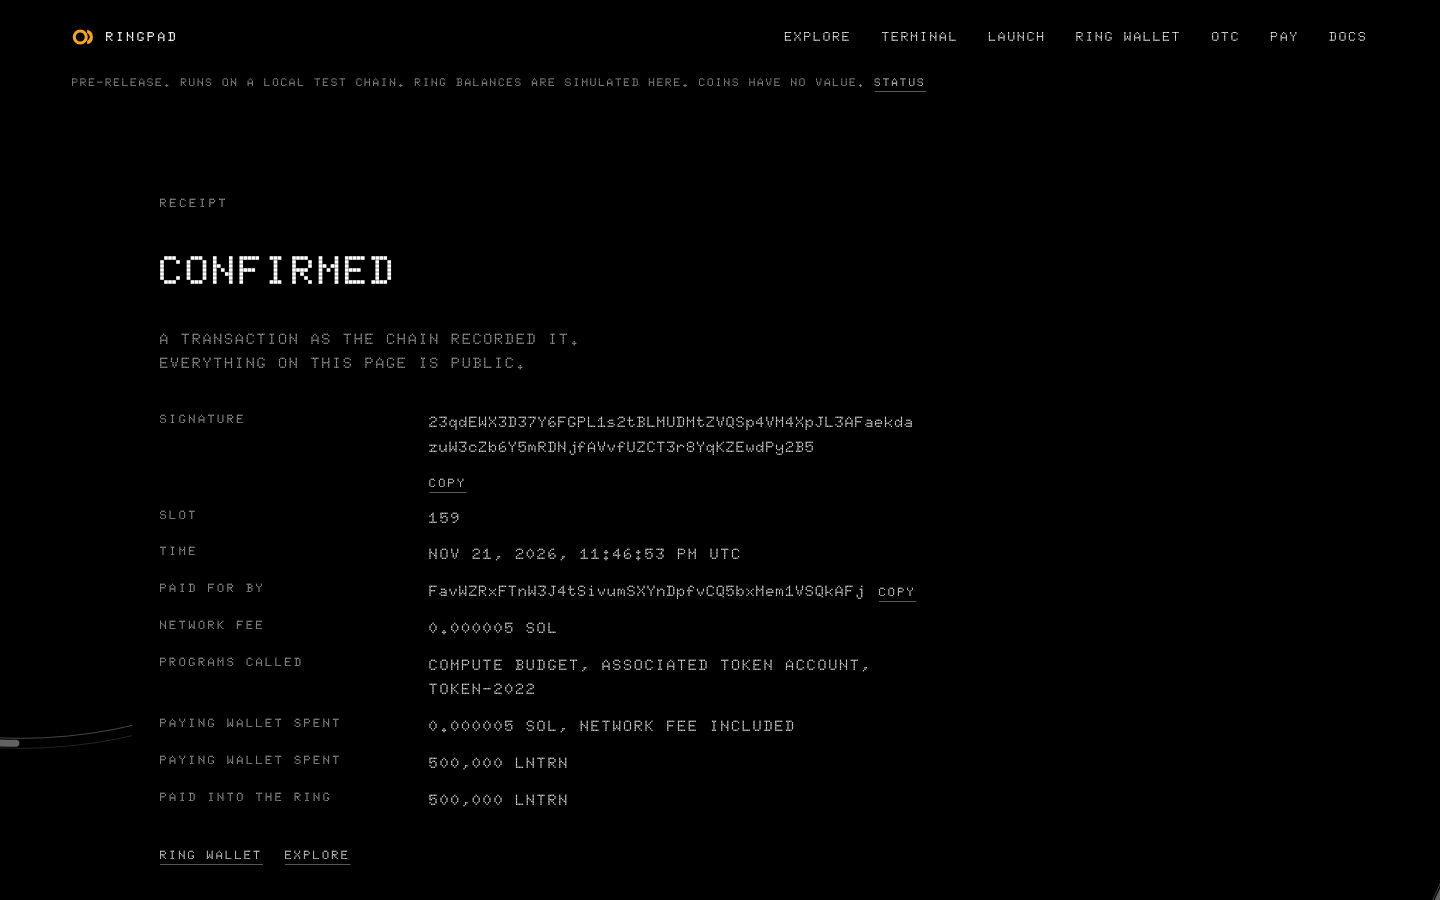 RINGPAD
EXPLORE TERMINAL LAUNCH RING WALLET OTC PAY DOCS
PRE-RELEASE. RUNS ON A LOCAL TEST CHAIN. RING BALANCES ARE SIMULATED HERE. COINS HAVE NO VALUE. STATUS
RECEIPT
CONFIRMED
A TRANSACTION AS THE CHAIN RECORDED IT.
EVERYTHING ON THIS PAGE IS PUBLIC.
SIGNATURE 23qdEWX3D37Y6FGPL1s2tBLMUDMtZVQSp4VM4XpJL3AFaekda
zuW3cZb6Y5mRDNjfAVvfUZCT3r8YqKZEwdPy2B5
COPY
SLOT 159
TIME NOV 21, 2026, 11:46:53 PM UTC
PAID FOR BY FavWZRxFTnW3J4tSivumSXYnDpfvCQ5bxMem1VSQkAFj COPY
NETWORK FEE 0.000005 SOL
PROGRAMS CALLED COMPUTE BUDGET, ASSOCIATED TOKEN ACCOUNT,
TOKEN-2022
PAYING WALLET SPENT 0.000005 SOL, NETWORK FEE INCLUDED
PAYING WALLET SPENT 500,000 LNTRN
PAID INTO THE RING 500,000 LNTRN
RING WALLET EXPLORE